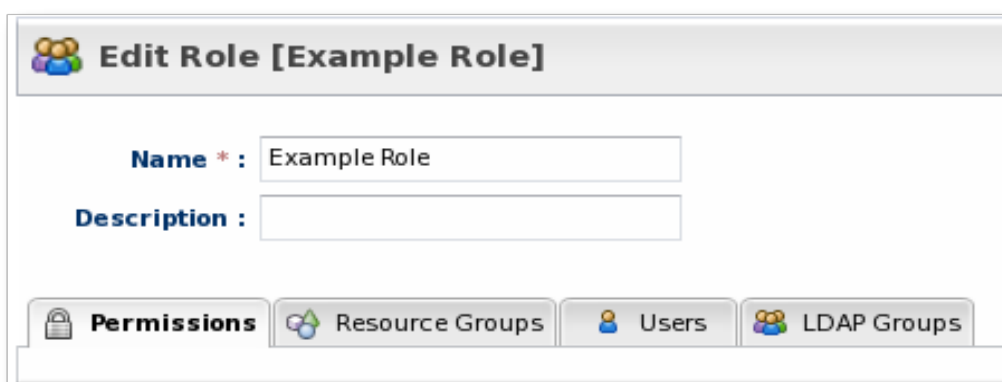 Edit Role [Example Role]
Name * : Example Role
Description :
Permissions Resource Groups Users LDAP Groups